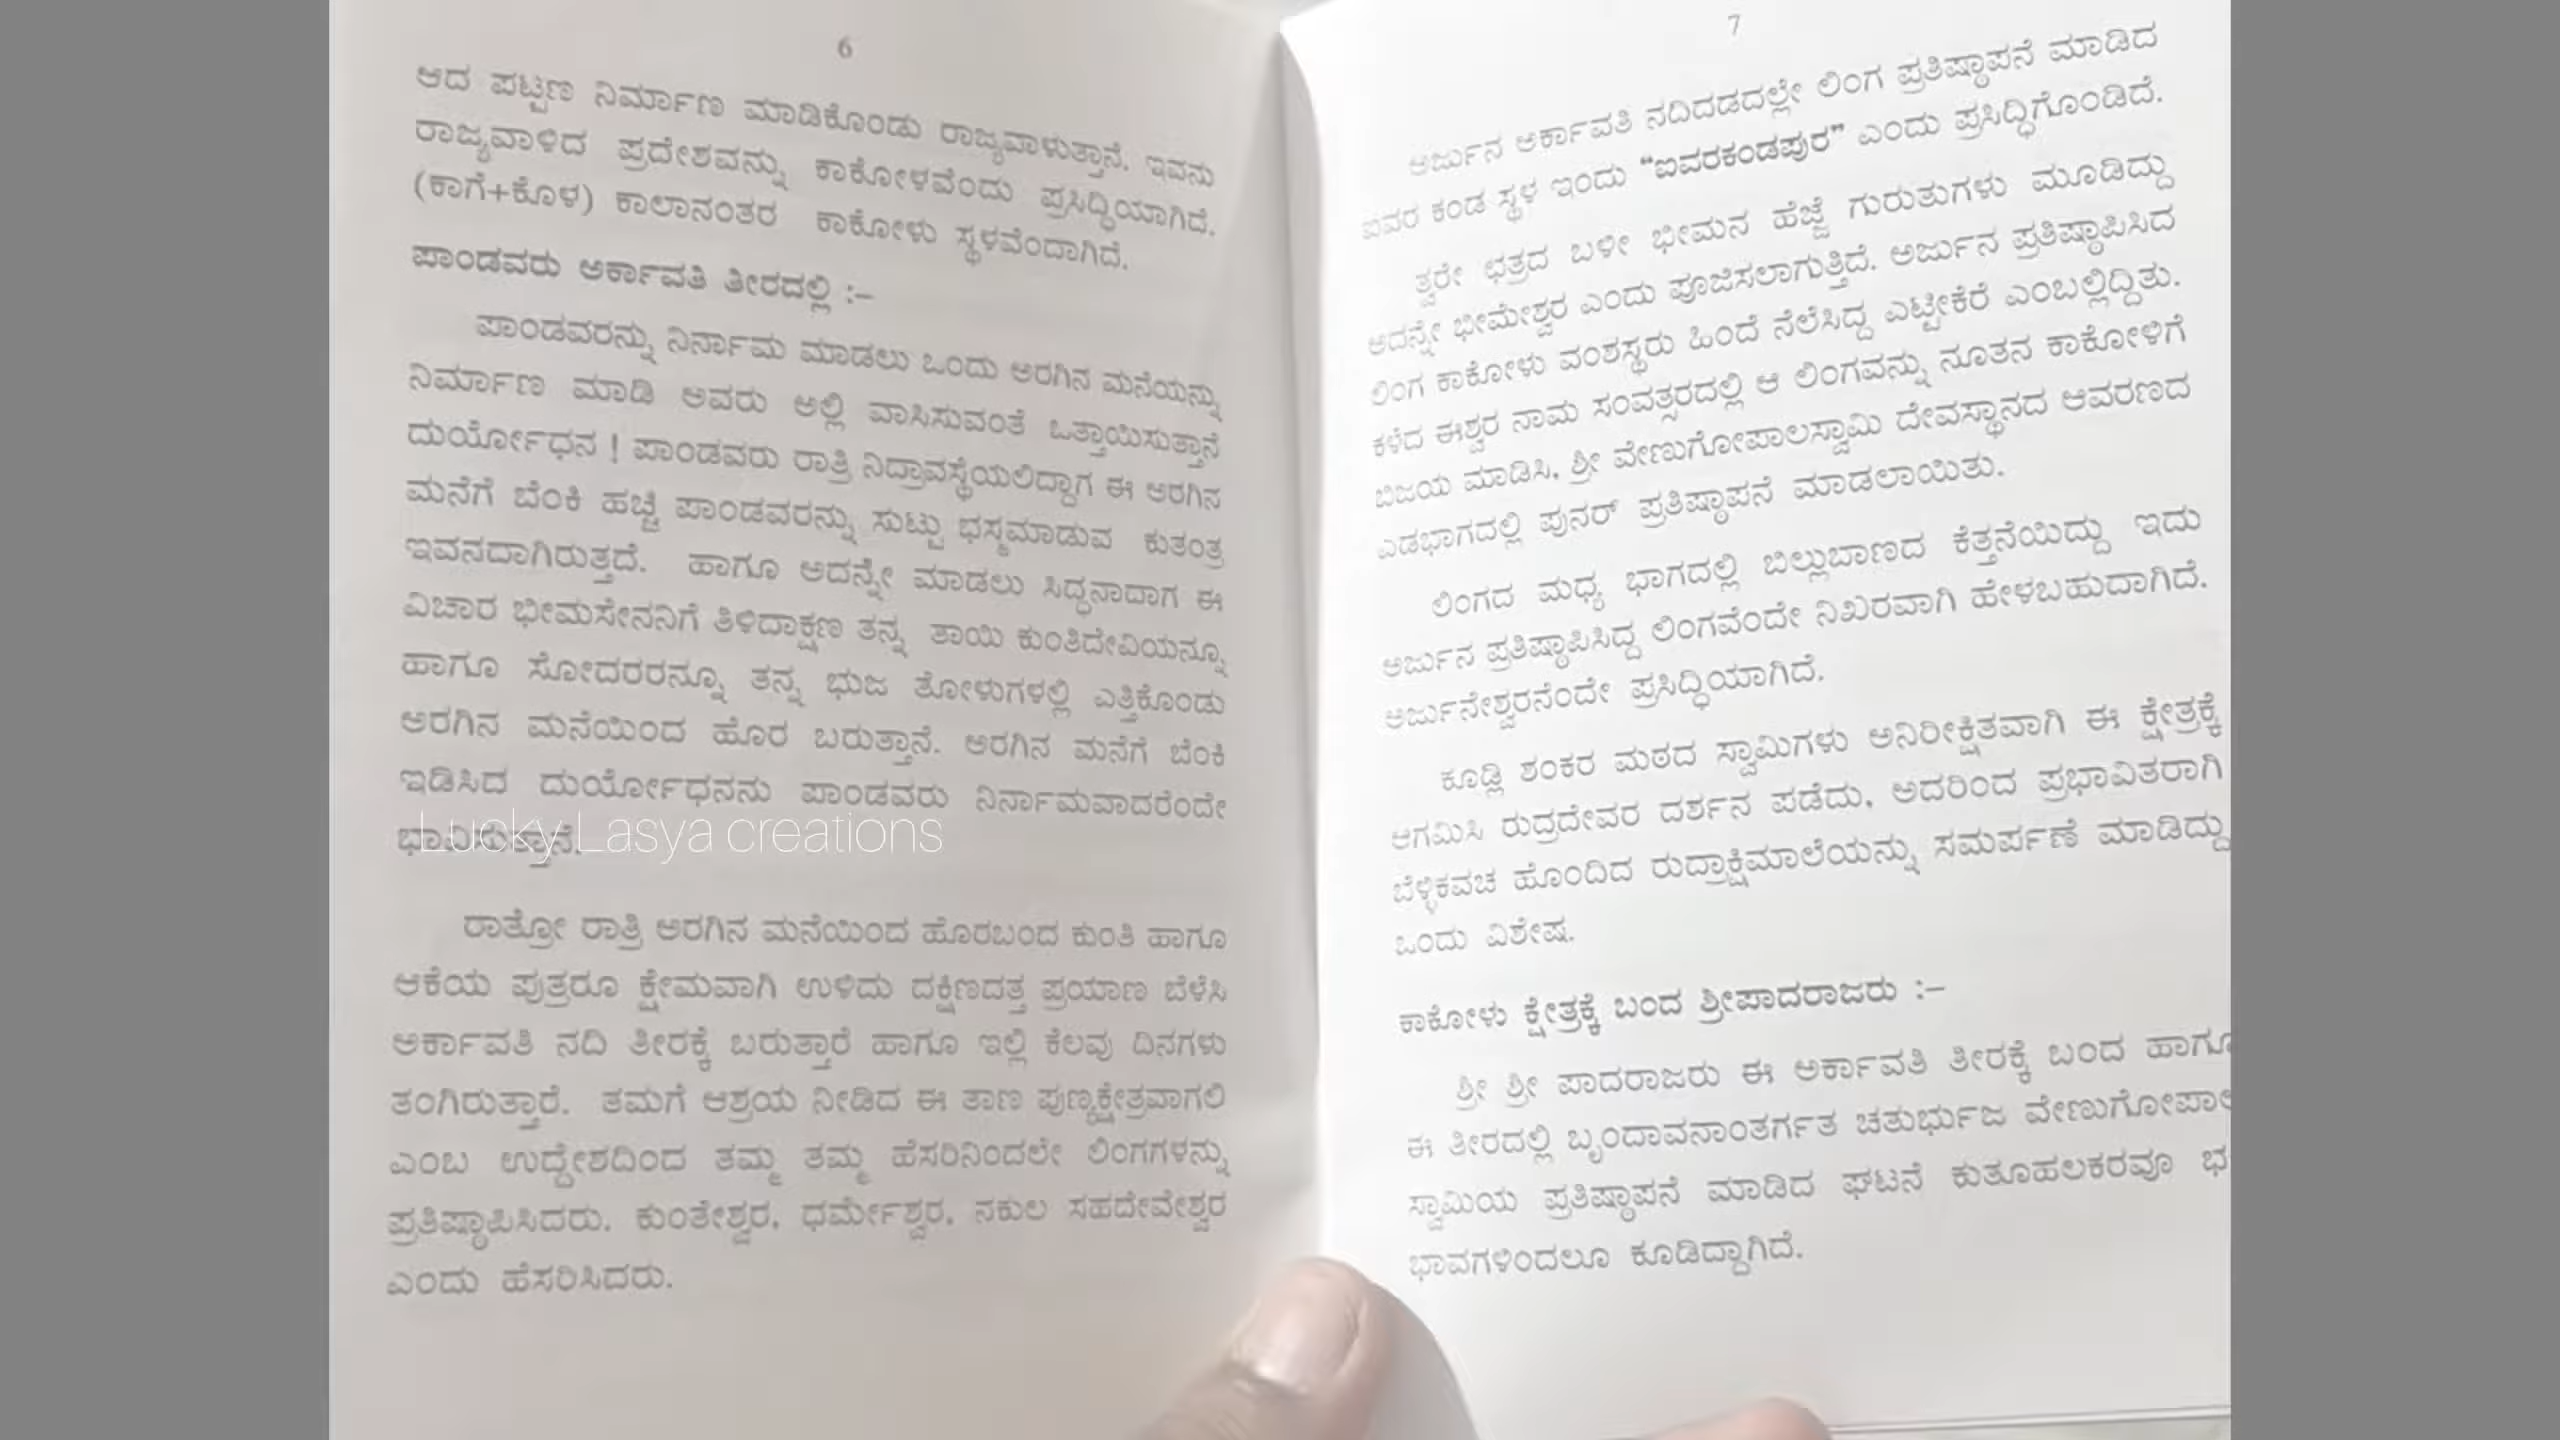 6
ಆದ ಪಟ್ಟಣ ನಿರ್ಮಾಣ ಮಾಡಿಕೊಂಡು ರಾಜ್ಯವಾಳುತ್ತಾನೆ. ಇವನು
ರಾಜ್ಯವಾಳಿದ ಪ್ರದೇಶವನ್ನು ಕಾಕೋಳವೆಂದು ಪ್ರಸಿದ್ಧಿಯಾಗಿದೆ.
(ಕಾಗೆ+ಕೊಳ) ಕಾಲಾನಂತರ ಕಾಕೋಳು ಸ್ಥಳವೆಂದಾಗಿದೆ.
ಪಾಂಡವರು ಅರ್ಕಾವತಿ ತೀರದಲ್ಲಿ :–
ಪಾಂಡವರನ್ನು ನಿರ್ನಾಮ ಮಾಡಲು ಒಂದು ಅರಗಿನ ಮನೆಯನ್ನು
ನಿರ್ಮಾಣ ಮಾಡಿ ಅವರು ಅಲ್ಲಿ ವಾಸಿಸುವಂತೆ ಒತ್ತಾಯಿಸುತ್ತಾನೆ
ದುರ್ಯೋಧನ ! ಪಾಂಡವರು ರಾತ್ರಿ ನಿದ್ರಾವಸ್ಥೆಯಲಿದ್ದಾಗ ಈ ಅರಗಿನ
ಮನೆಗೆ ಬೆಂಕಿ ಹಚ್ಚಿ ಪಾಂಡವರನ್ನು ಸುಟ್ಟು ಭಸ್ಮಮಾಡುವ ಕುತಂತ್ರ
ಇವನದಾಗಿರುತ್ತದೆ. ಹಾಗೂ ಅದನ್ನೇ ಮಾಡಲು ಸಿದ್ಧನಾದಾಗ ಈ
ವಿಚಾರ ಭೀಮಸೇನನಿಗೆ ತಿಳಿದಾಕ್ಷಣ ತನ್ನ ತಾಯಿ ಕುಂತಿದೇವಿಯನ್ನೂ
ಹಾಗೂ ಸೋದರರನ್ನೂ ತನ್ನ ಭುಜ ತೋಳುಗಳಲ್ಲಿ ಎತ್ತಿಕೊಂಡು
ಅರಗಿನ ಮನೆಯಿಂದ ಹೊರ ಬರುತ್ತಾನೆ. ಅರಗಿನ ಮನೆಗೆ ಬೆಂಕಿ
ಇಡಿಸಿದ ದುರ್ಯೋಧನನು ಪಾಂಡವರು ನಿರ್ನಾಮವಾದರೆಂದೇ
ಭಾವಿಸುತ್ತಾನೆ.
Lucky Lasya creations
ರಾತ್ರೋ ರಾತ್ರಿ ಅರಗಿನ ಮನೆಯಿಂದ ಹೊರಬಂದ ಕುಂತಿ ಹಾಗೂ
ಆಕೆಯ ಪುತ್ರರೂ ಕ್ಷೇಮವಾಗಿ ಉಳಿದು ದಕ್ಷಿಣದತ್ತ ಪ್ರಯಾಣ ಬೆಳೆಸಿ
ಅರ್ಕಾವತಿ ನದಿ ತೀರಕ್ಕೆ ಬರುತ್ತಾರೆ ಹಾಗೂ ಇಲ್ಲಿ ಕೆಲವು ದಿನಗಳು
ತಂಗಿರುತ್ತಾರೆ. ತಮಗೆ ಆಶ್ರಯ ನೀಡಿದ ಈ ತಾಣ ಪುಣ್ಯಕ್ಷೇತ್ರವಾಗಲಿ
ಎಂಬ ಉದ್ದೇಶದಿಂದ ತಮ್ಮ ತಮ್ಮ ಹೆಸರಿನಿಂದಲೇ ಲಿಂಗಗಳನ್ನು
ಪ್ರತಿಷ್ಠಾಪಿಸಿದರು. ಕುಂತೇಶ್ವರ, ಧರ್ಮೇಶ್ವರ, ನಕುಲ ಸಹದೇವೇಶ್ವರ
ಎಂದು ಹೆಸರಿಸಿದರು.
7
ಅರ್ಜುನ ಅರ್ಕಾವತಿ ನದಿದಡದಲ್ಲೇ ಲಿಂಗ ಪ್ರತಿಷ್ಠಾಪನೆ ಮಾಡಿದ
ಐವರ ಕಂಡ ಸ್ಥಳ ಇಂದು “ಐವರಕಂಡಪುರ” ಎಂದು ಪ್ರಸಿದ್ಧಿಗೊಂಡಿದೆ.
ತ್ವರೇ ಛತ್ರದ ಬಳೀ ಭೀಮನ ಹೆಜ್ಜೆ ಗುರುತುಗಳು ಮೂಡಿದ್ದು
ಅದನ್ನೇ ಭೀಮೇಶ್ವರ ಎಂದು ಪೂಜಿಸಲಾಗುತ್ತಿದೆ. ಅರ್ಜುನ ಪ್ರತಿಷ್ಠಾಪಿಸಿದ
ಲಿಂಗ ಕಾಕೋಳು ವಂಶಸ್ಥರು ಹಿಂದೆ ನೆಲೆಸಿದ್ದ ಎಟ್ಟೀಕೆರೆ ಎಂಬಲ್ಲಿದ್ದಿತು.
ಕಳೆದ ಈಶ್ವರ ನಾಮ ಸಂವತ್ಸರದಲ್ಲಿ ಆ ಲಿಂಗವನ್ನು ನೂತನ ಕಾಕೋಳಿಗೆ
ಬಿಜಯ ಮಾಡಿಸಿ, ಶ್ರೀ ವೇಣುಗೋಪಾಲಸ್ವಾಮಿ ದೇವಸ್ಥಾನದ ಆವರಣದ
ಎಡಭಾಗದಲ್ಲಿ ಪುನರ್ ಪ್ರತಿಷ್ಠಾಪನೆ ಮಾಡಲಾಯಿತು.
ಲಿಂಗದ ಮಧ್ಯ ಭಾಗದಲ್ಲಿ ಬಿಲ್ಲುಬಾಣದ ಕೆತ್ತನೆಯಿದ್ದು ಇದು
ಅರ್ಜುನ ಪ್ರತಿಷ್ಠಾಪಿಸಿದ್ದ ಲಿಂಗವೆಂದೇ ನಿಖರವಾಗಿ ಹೇಳಬಹುದಾಗಿದೆ.
ಅರ್ಜುನೇಶ್ವರನೆಂದೇ ಪ್ರಸಿದ್ಧಿಯಾಗಿದೆ.
ಕೂಡ್ಲಿ ಶಂಕರ ಮಠದ ಸ್ವಾಮಿಗಳು ಅನಿರೀಕ್ಷಿತವಾಗಿ ಈ ಕ್ಷೇತ್ರಕ್ಕೆ
ಆಗಮಿಸಿ ರುದ್ರದೇವರ ದರ್ಶನ ಪಡೆದು, ಅದರಿಂದ ಪ್ರಭಾವಿತರಾಗಿ
ಬೆಳ್ಳಿಕವಚ ಹೊಂದಿದ ರುದ್ರಾಕ್ಷಿಮಾಲೆಯನ್ನು ಸಮರ್ಪಣೆ ಮಾಡಿದ್ದು
ಒಂದು ವಿಶೇಷ.
ಕಾಕೋಳು ಕ್ಷೇತ್ರಕ್ಕೆ ಬಂದ ಶ್ರೀಪಾದರಾಜರು :–
ಶ್ರೀ ಶ್ರೀ ಪಾದರಾಜರು ಈ ಅರ್ಕಾವತಿ ತೀರಕ್ಕೆ ಬಂದ ಹಾಗೂ
ಈ ತೀರದಲ್ಲಿ ಬೃಂದಾವನಾಂತರ್ಗತ ಚತುರ್ಭುಜ ವೇಣುಗೋಪಾಲ
ಸ್ವಾಮಿಯ ಪ್ರತಿಷ್ಠಾಪನೆ ಮಾಡಿದ ಘಟನೆ ಕುತೂಹಲಕರವೂ
ಭಾವಗಳಿಂದಲೂ ಕೂಡಿದ್ದಾಗಿದೆ.